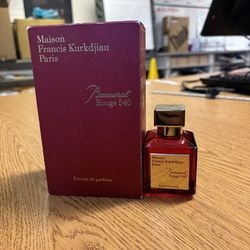 Maison
Francis Kurkdjian
Paris
Baccarat
Rouge 540
Extrait de parfum
Maison
Francis Kurkdjian
Paris
Baccarat
Rouge 540